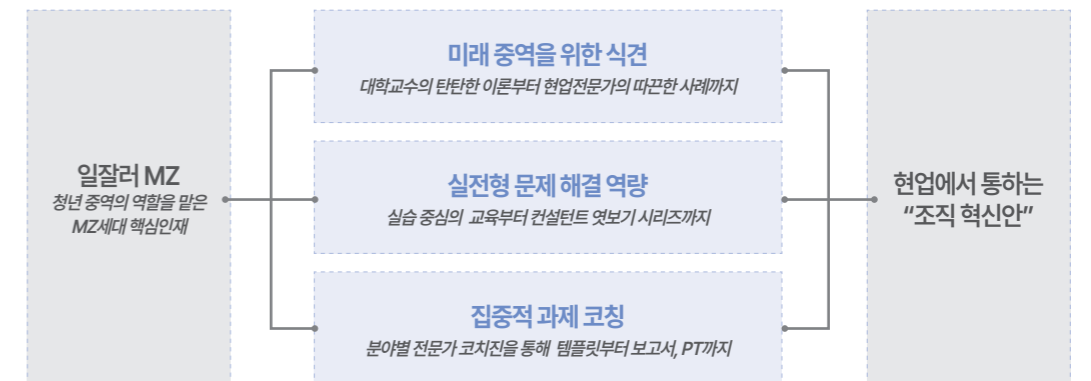 일잘러 MZ
청년 중역의 역할을 맡은
MZ세대 핵심인재
미래 중역을 위한 식견
대학교수의 탄탄한 이론부터 현업전문가의 따끈한 사례까지
실전형 문제 해결 역량
실습 중심의 교육부터 컨설턴트 엿보기 시리즈까지
집중적 과제 코칭
분야별 전문가 코치진을 통해 템플릿부터 보고서, PT까지
현업에서 통하는
“조직 혁신안”